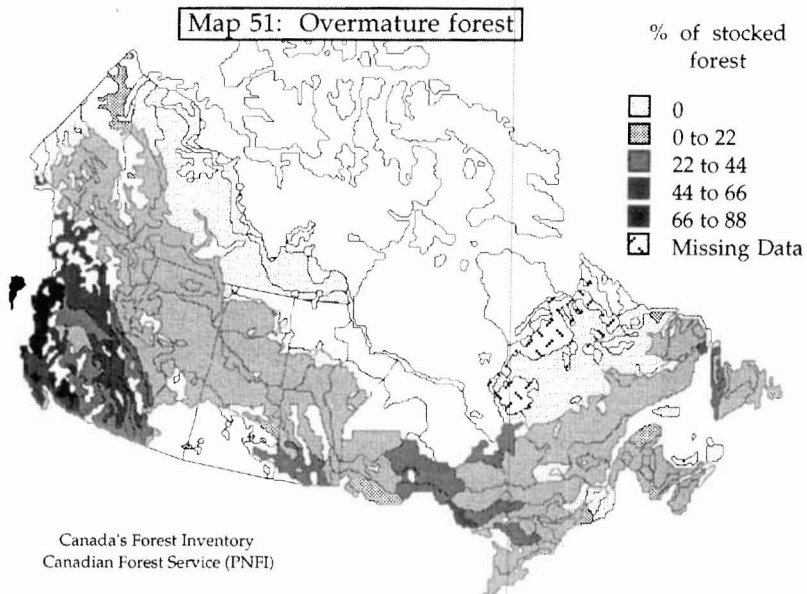 Map 51: Overmature forest
% of stocked
forest
0
0 to 22
22 to 44
44 to 66
66 to 88
Missing Data
Canada's Forest Inventory
Canadian Forest Service (PNFI)